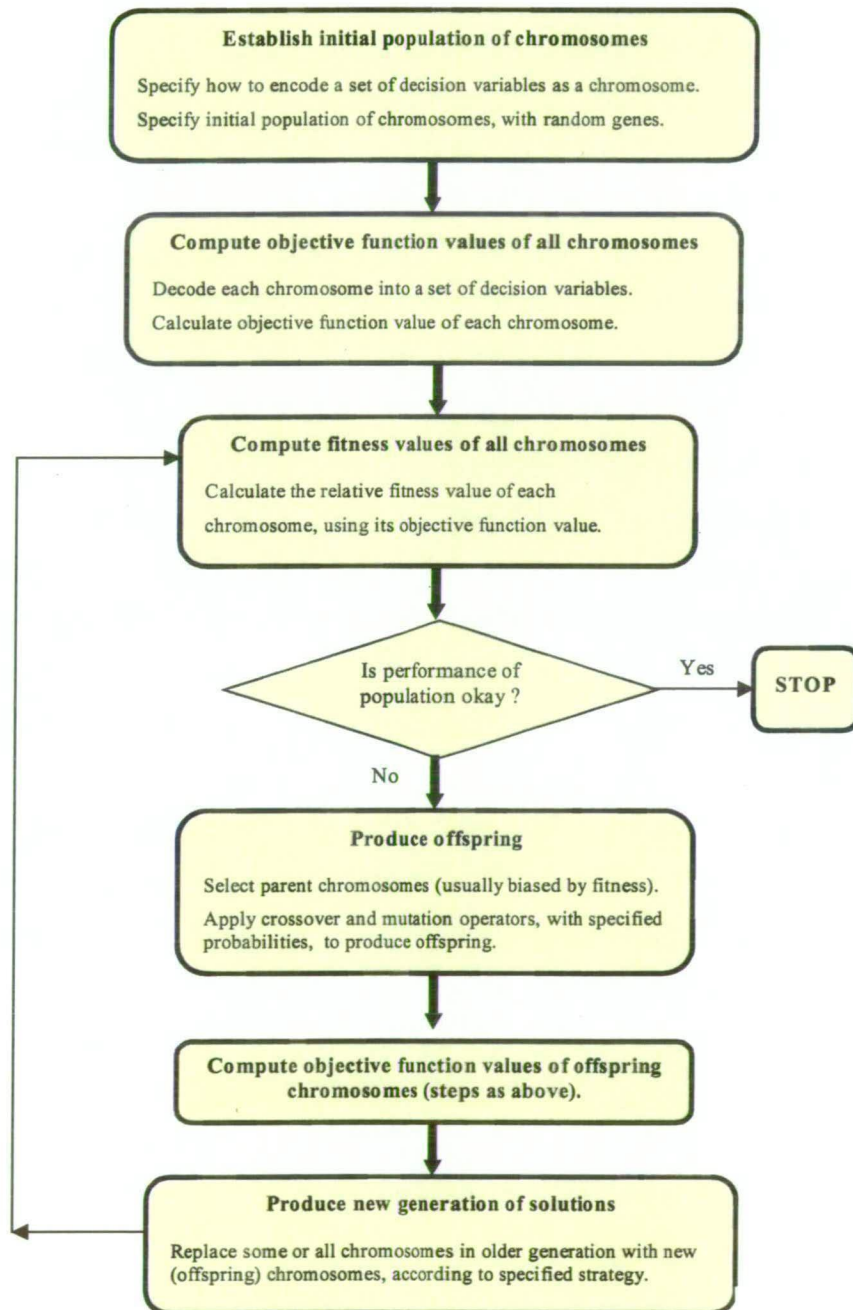 Establish initial population of chromosomes
Specify how to encode a set of decision variables as a chromosome.
Specify initial population of chromosomes, with random genes.
Compute objective function values of all chromosomes
Decode each chromosome into a set of decision variables.
Calculate objective function value of each chromosome.
Compute fitness values of all chromosomes
Calculate the relative fitness value of each
chromosome, using its objective function value.
Is performance of
population okay ?
Yes
STOP
No
Produce offspring
Select parent chromosomes (usually biased by fitness).
Apply crossover and mutation operators, with specified
probabilities, to produce offspring.
Compute objective function values of offspring
chromosomes (steps as above).
Produce new generation of solutions
Replace some or all chromosomes in older generation with new
(offspring) chromosomes, according to specified strategy.